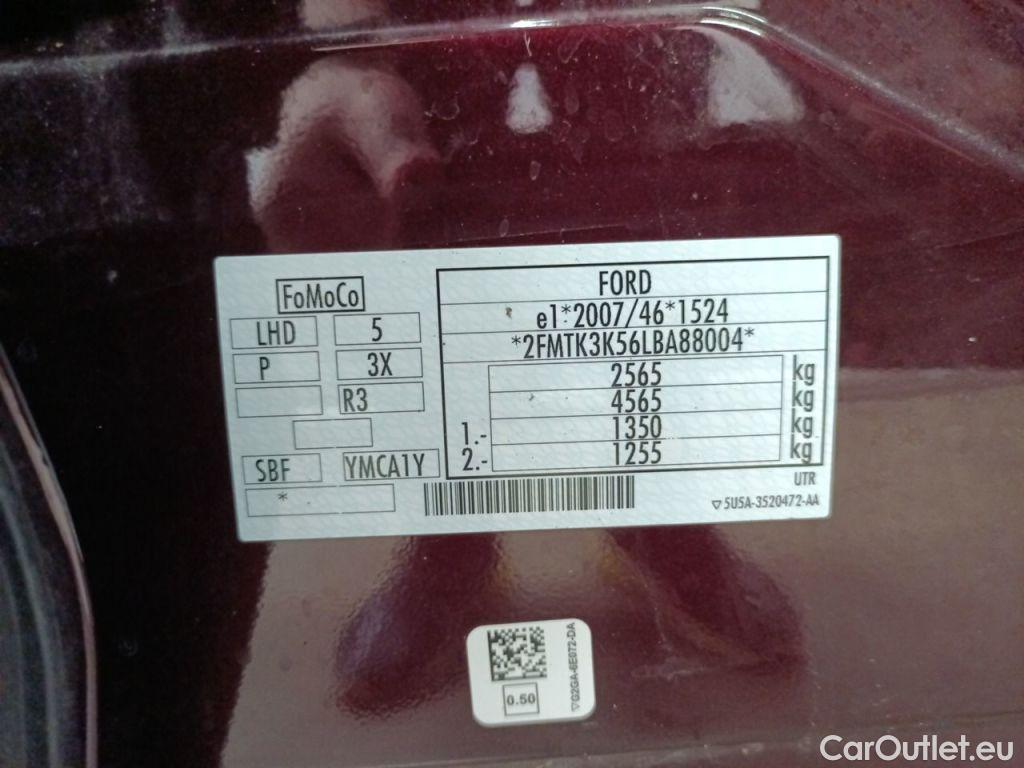 FoMoCo
LHD 5
P 3X
R3
SBF YMCA1Y
*
FORD
e1*2007/46*1524
*2FMTK3K56LBA88004*
2565 kg
4565 kg
1.- 1350 kg
2.- 1255 kg
UTR
5U5A-3520472-AA
0.50
G2GA-6E072-DA
CarOutlet.eu